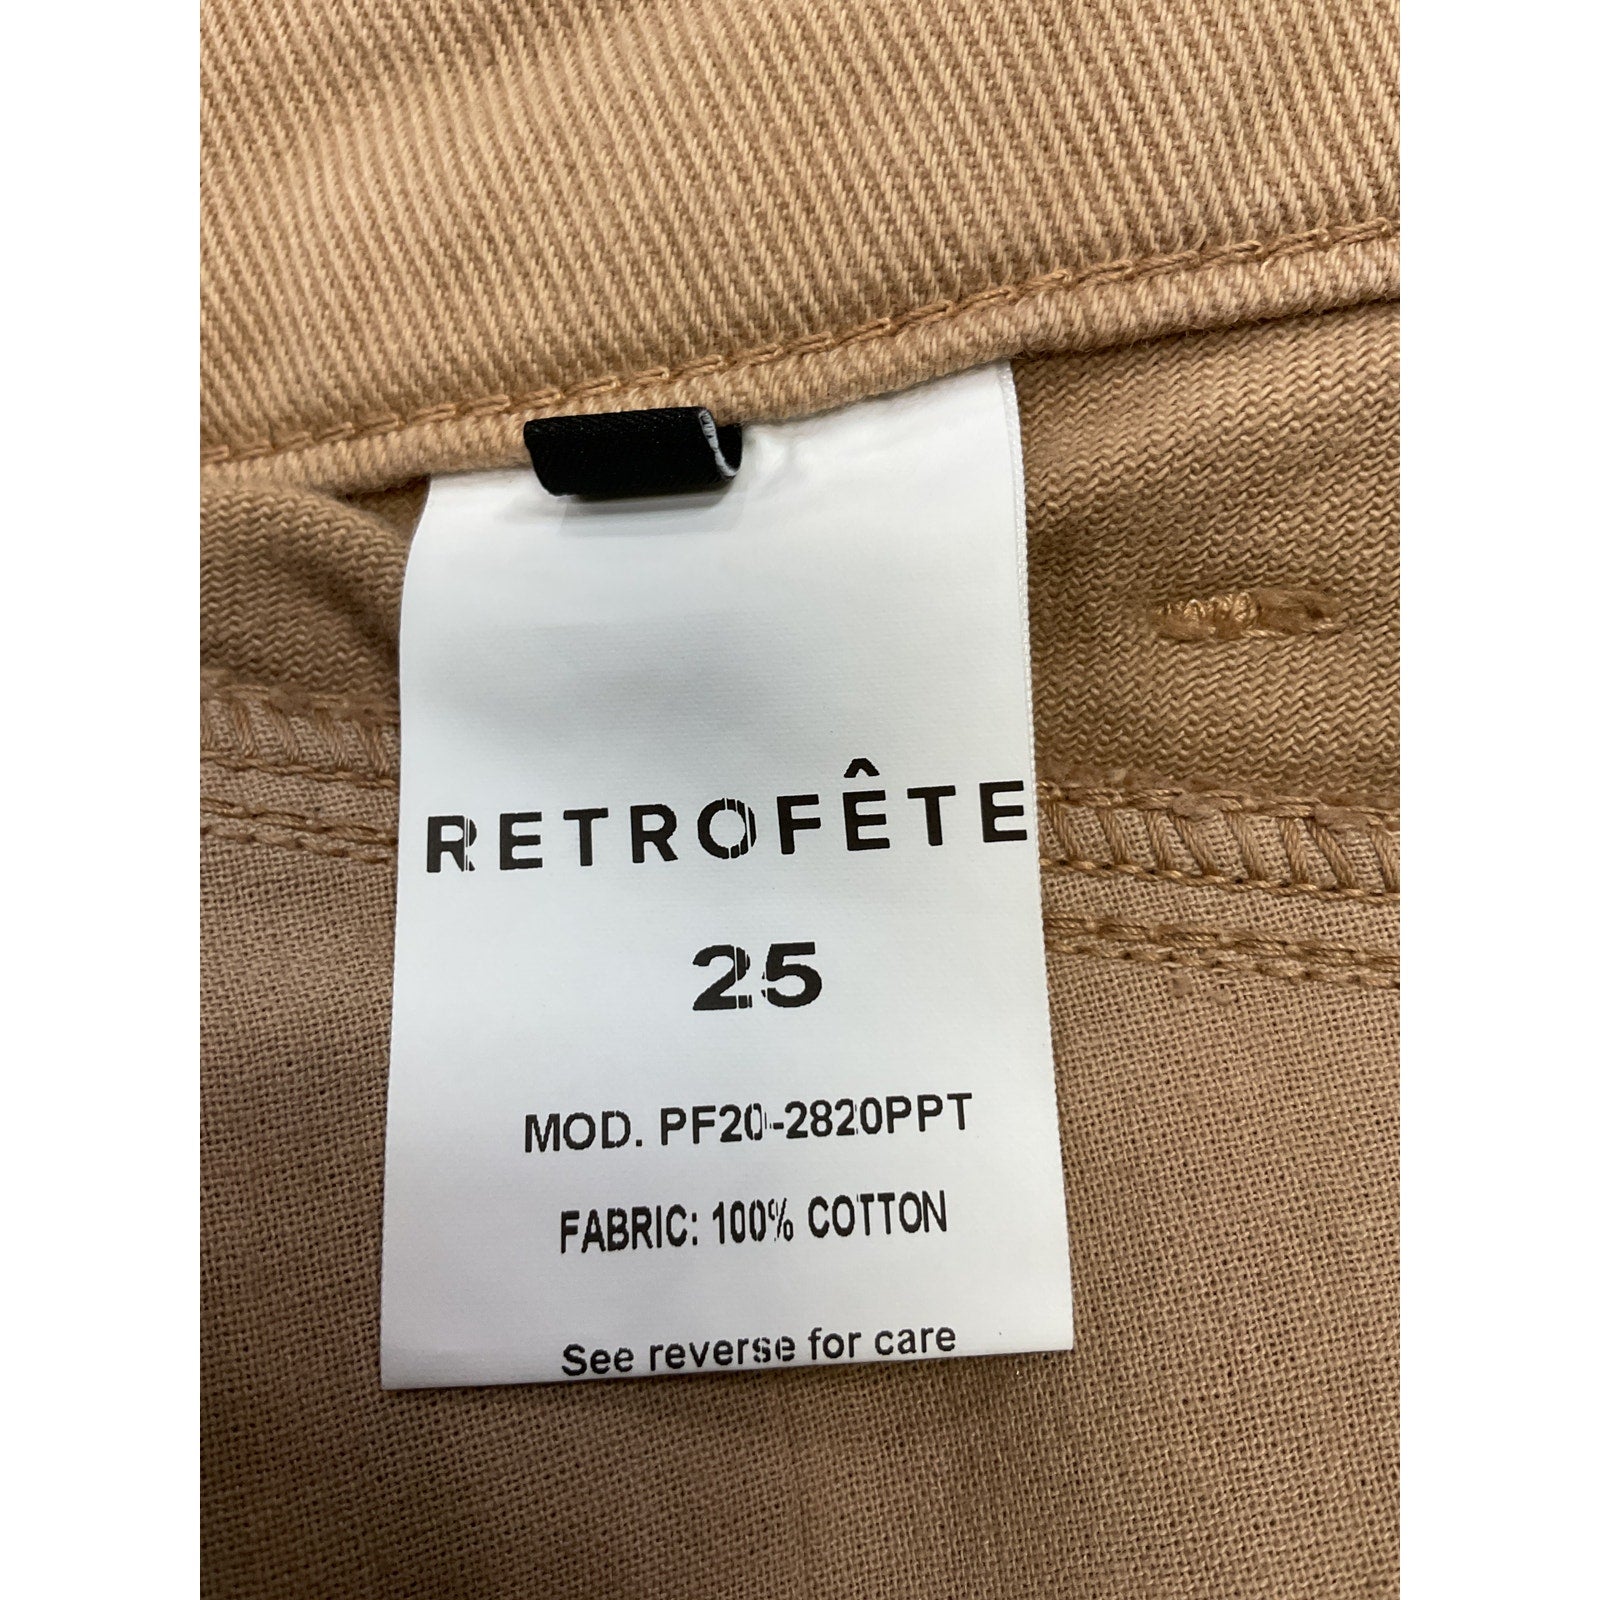 RETROFÊTE
25
MOD. PF20-2820PPT
FABRIC: 100% COTTON
See reverse for care